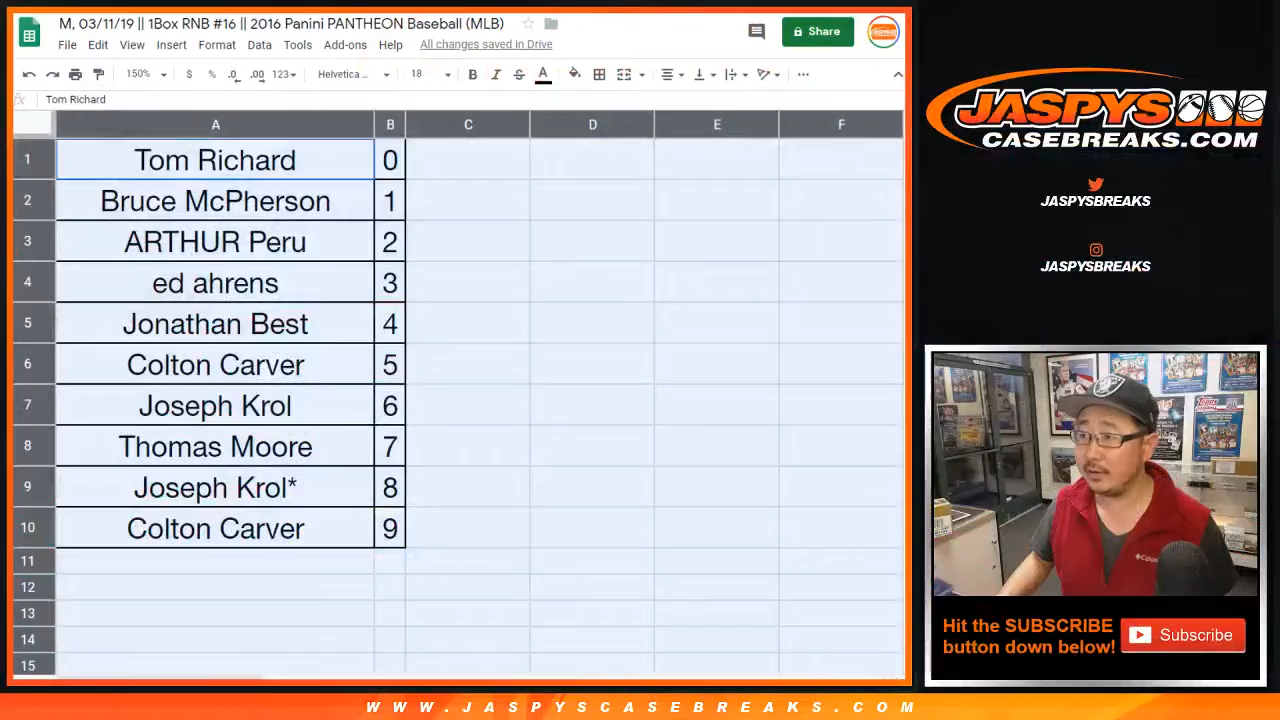 M, 03/11/19 || 1Box RNB #16 || 2016 Panini PANTHEON Baseball (MLB)
File Edit View Insert Format Data Tools Add-ons Help All changes saved in Drive
Share
150% $ % .0 .00 123 Helvetica ... 18 B I S A
fx Tom Richard
A B C D E F
1 Tom Richard 0
2 Bruce McPherson 1
3 ARTHUR Peru 2
4 ed ahrens 3
5 Jonathan Best 4
6 Colton Carver 5
7 Joseph Krol 6
8 Thomas Moore 7
9 Joseph Krol* 8
10 Colton Carver 9
11
12
13
14
15
JASPYS
CASEBREAKS.COM
JASPYSBREAKS
JASPYSBREAKS
Columbia
Hit the SUBSCRIBE
button down below!
Subscribe
WWW.JASPYSCASEBREAKS.COM